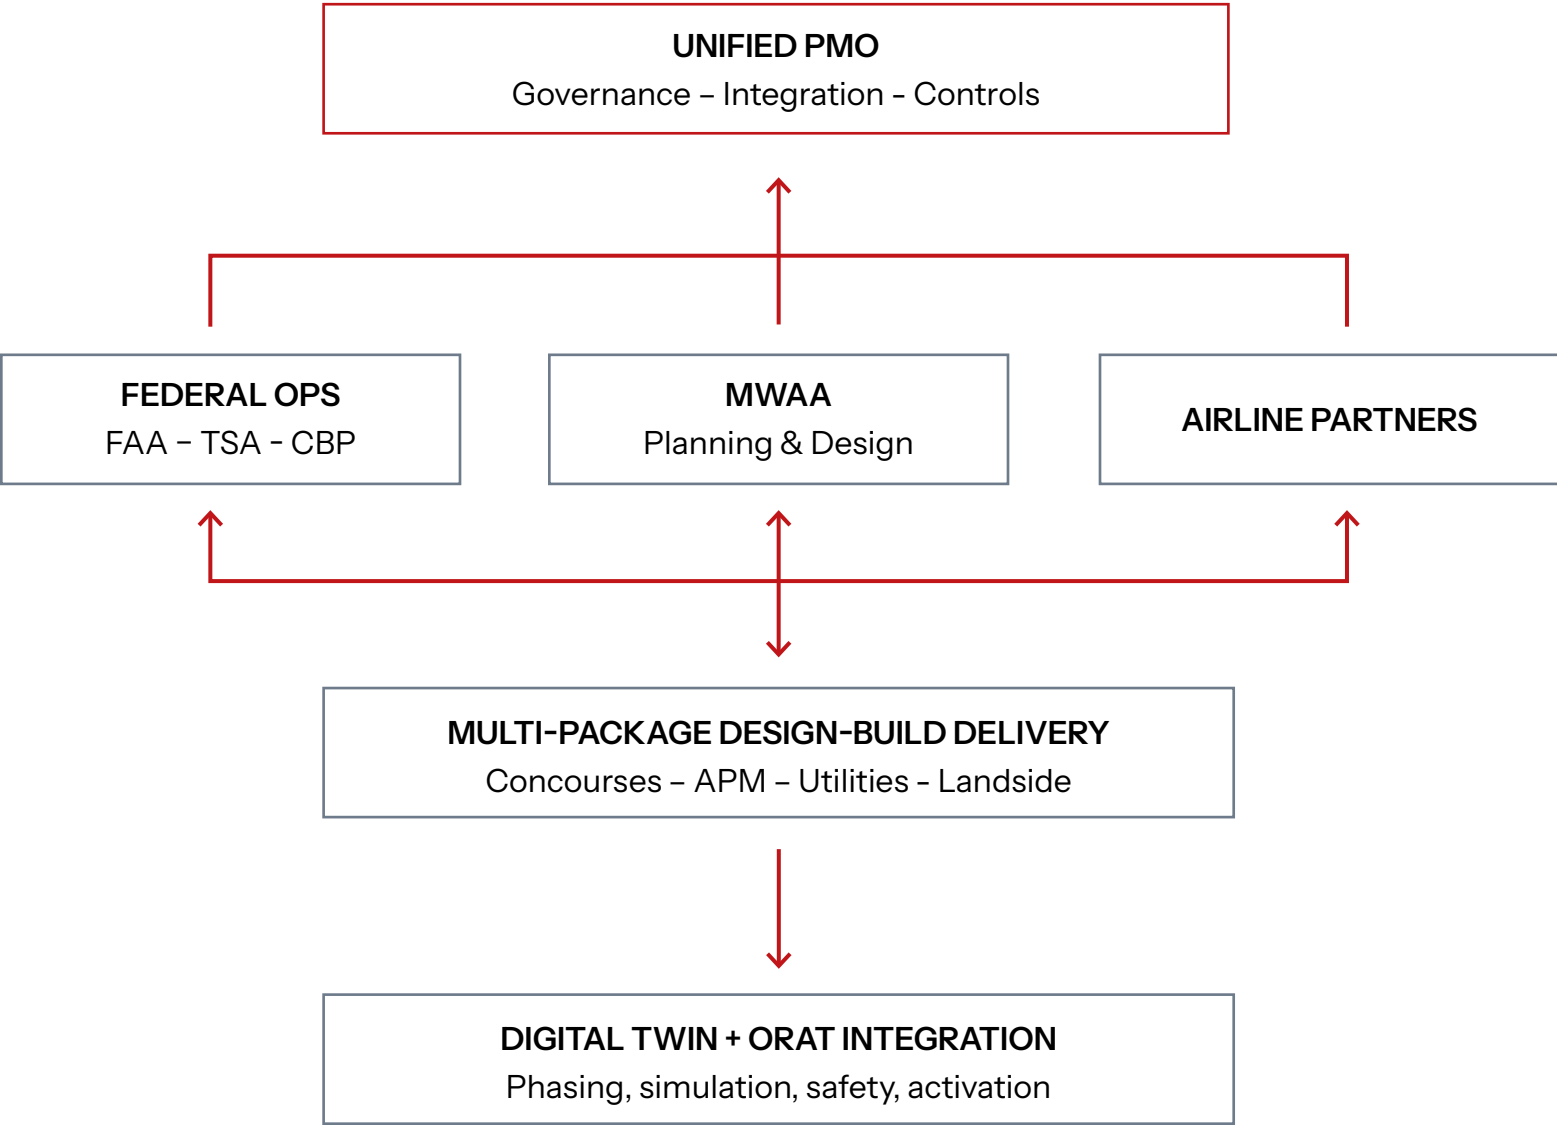 UNIFIED PMO
Governance – Integration - Controls
FEDERAL OPS
FAA – TSA - CBP
MWAA
Planning & Design
AIRLINE PARTNERS
MULTI-PACKAGE DESIGN-BUILD DELIVERY
Concourses – APM – Utilities - Landside
DIGITAL TWIN + ORAT INTEGRATION
Phasing, simulation, safety, activation